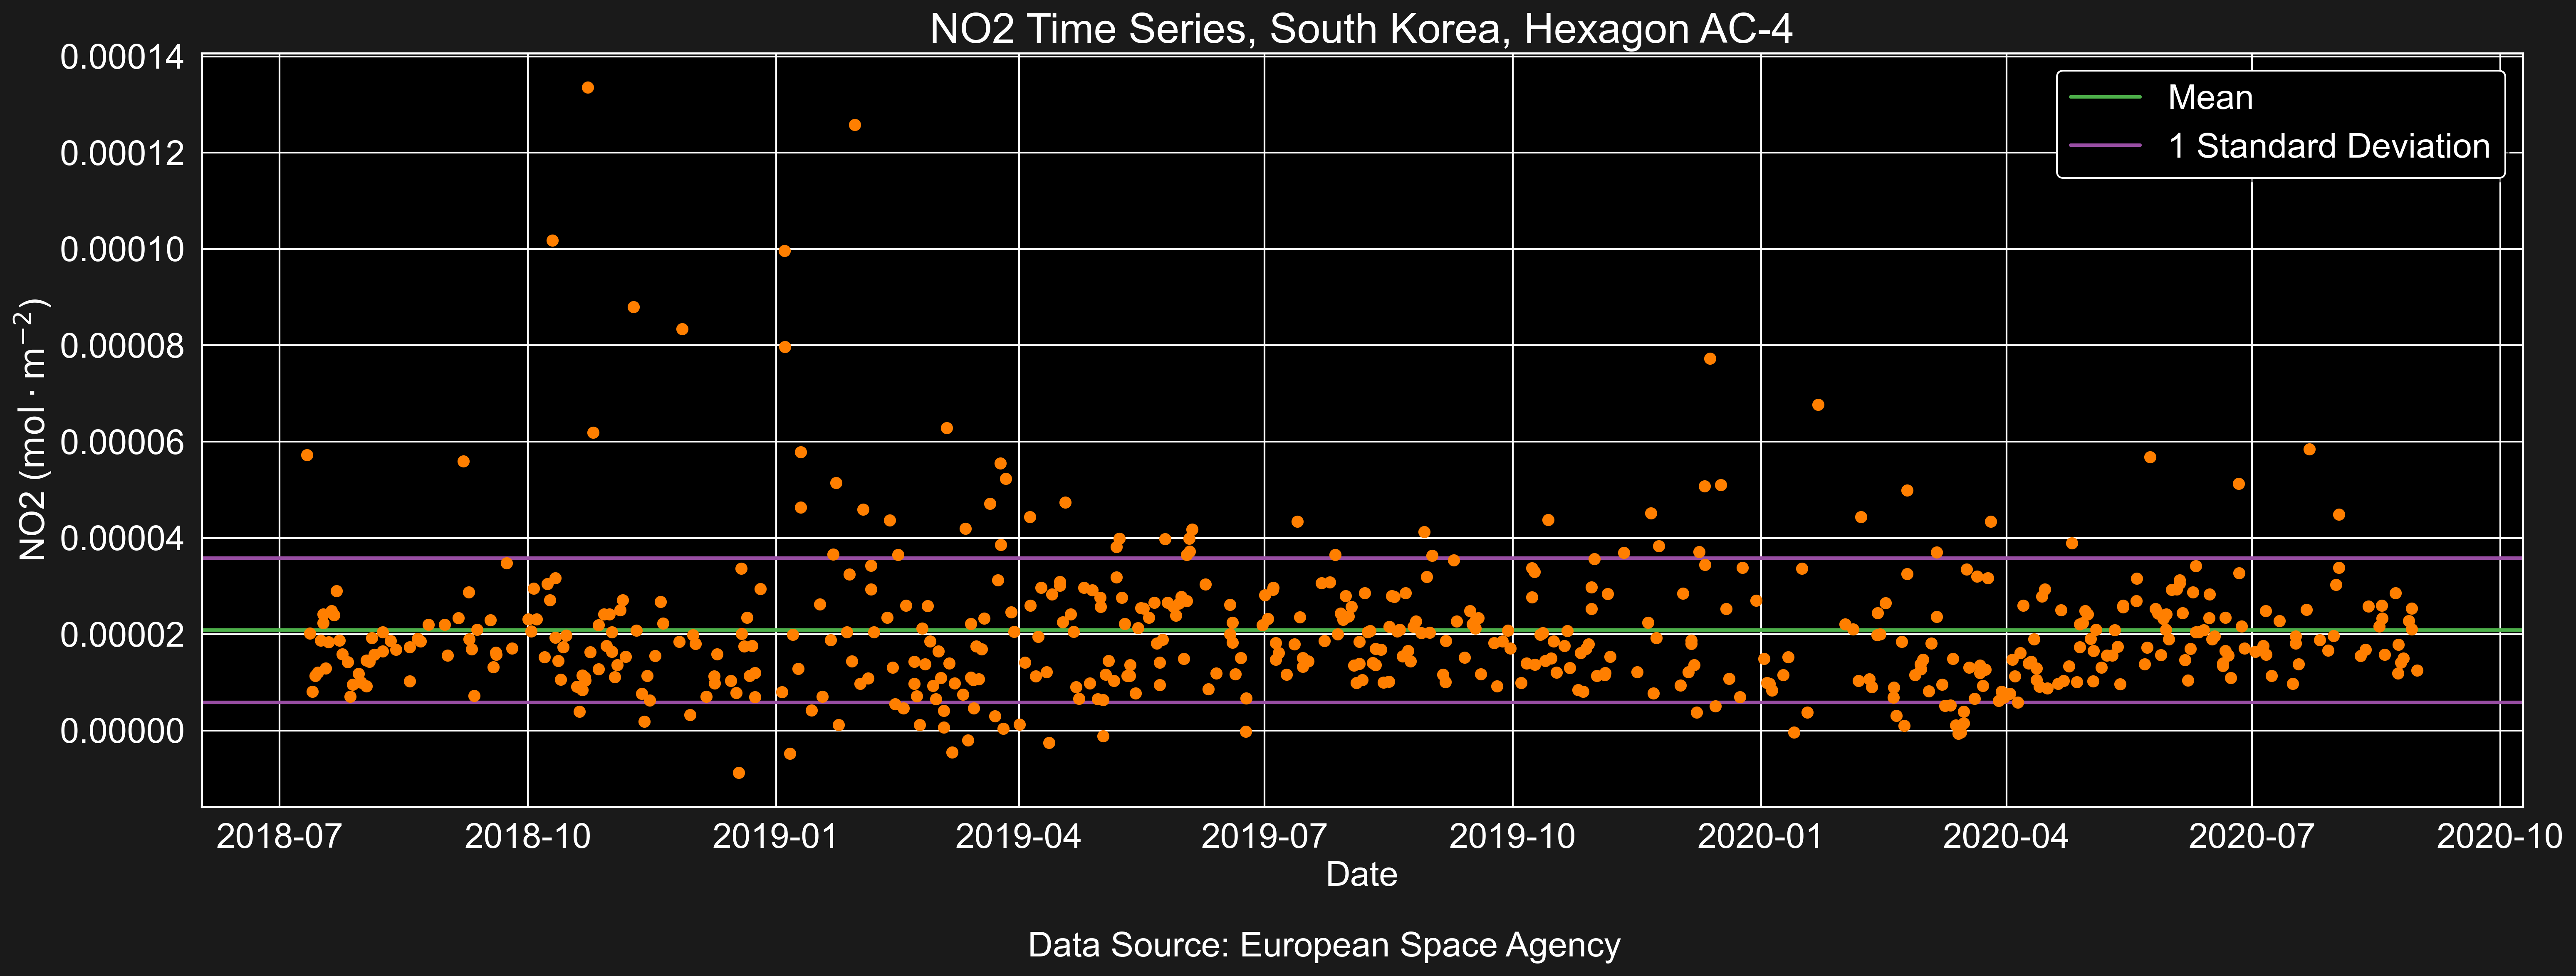 NO2 Time Series, South Korea, Hexagon AC-4
Mean
1 Standard Deviation
NO2 (mol · m⁻²)
0.00014
0.00012
0.00010
0.00008
0.00006
0.00004
0.00002
0.00000
2018-07 2018-10 2019-01 2019-04 2019-07 2019-10 2020-01 2020-04 2020-07 2020-10
Date
Data Source: European Space Agency